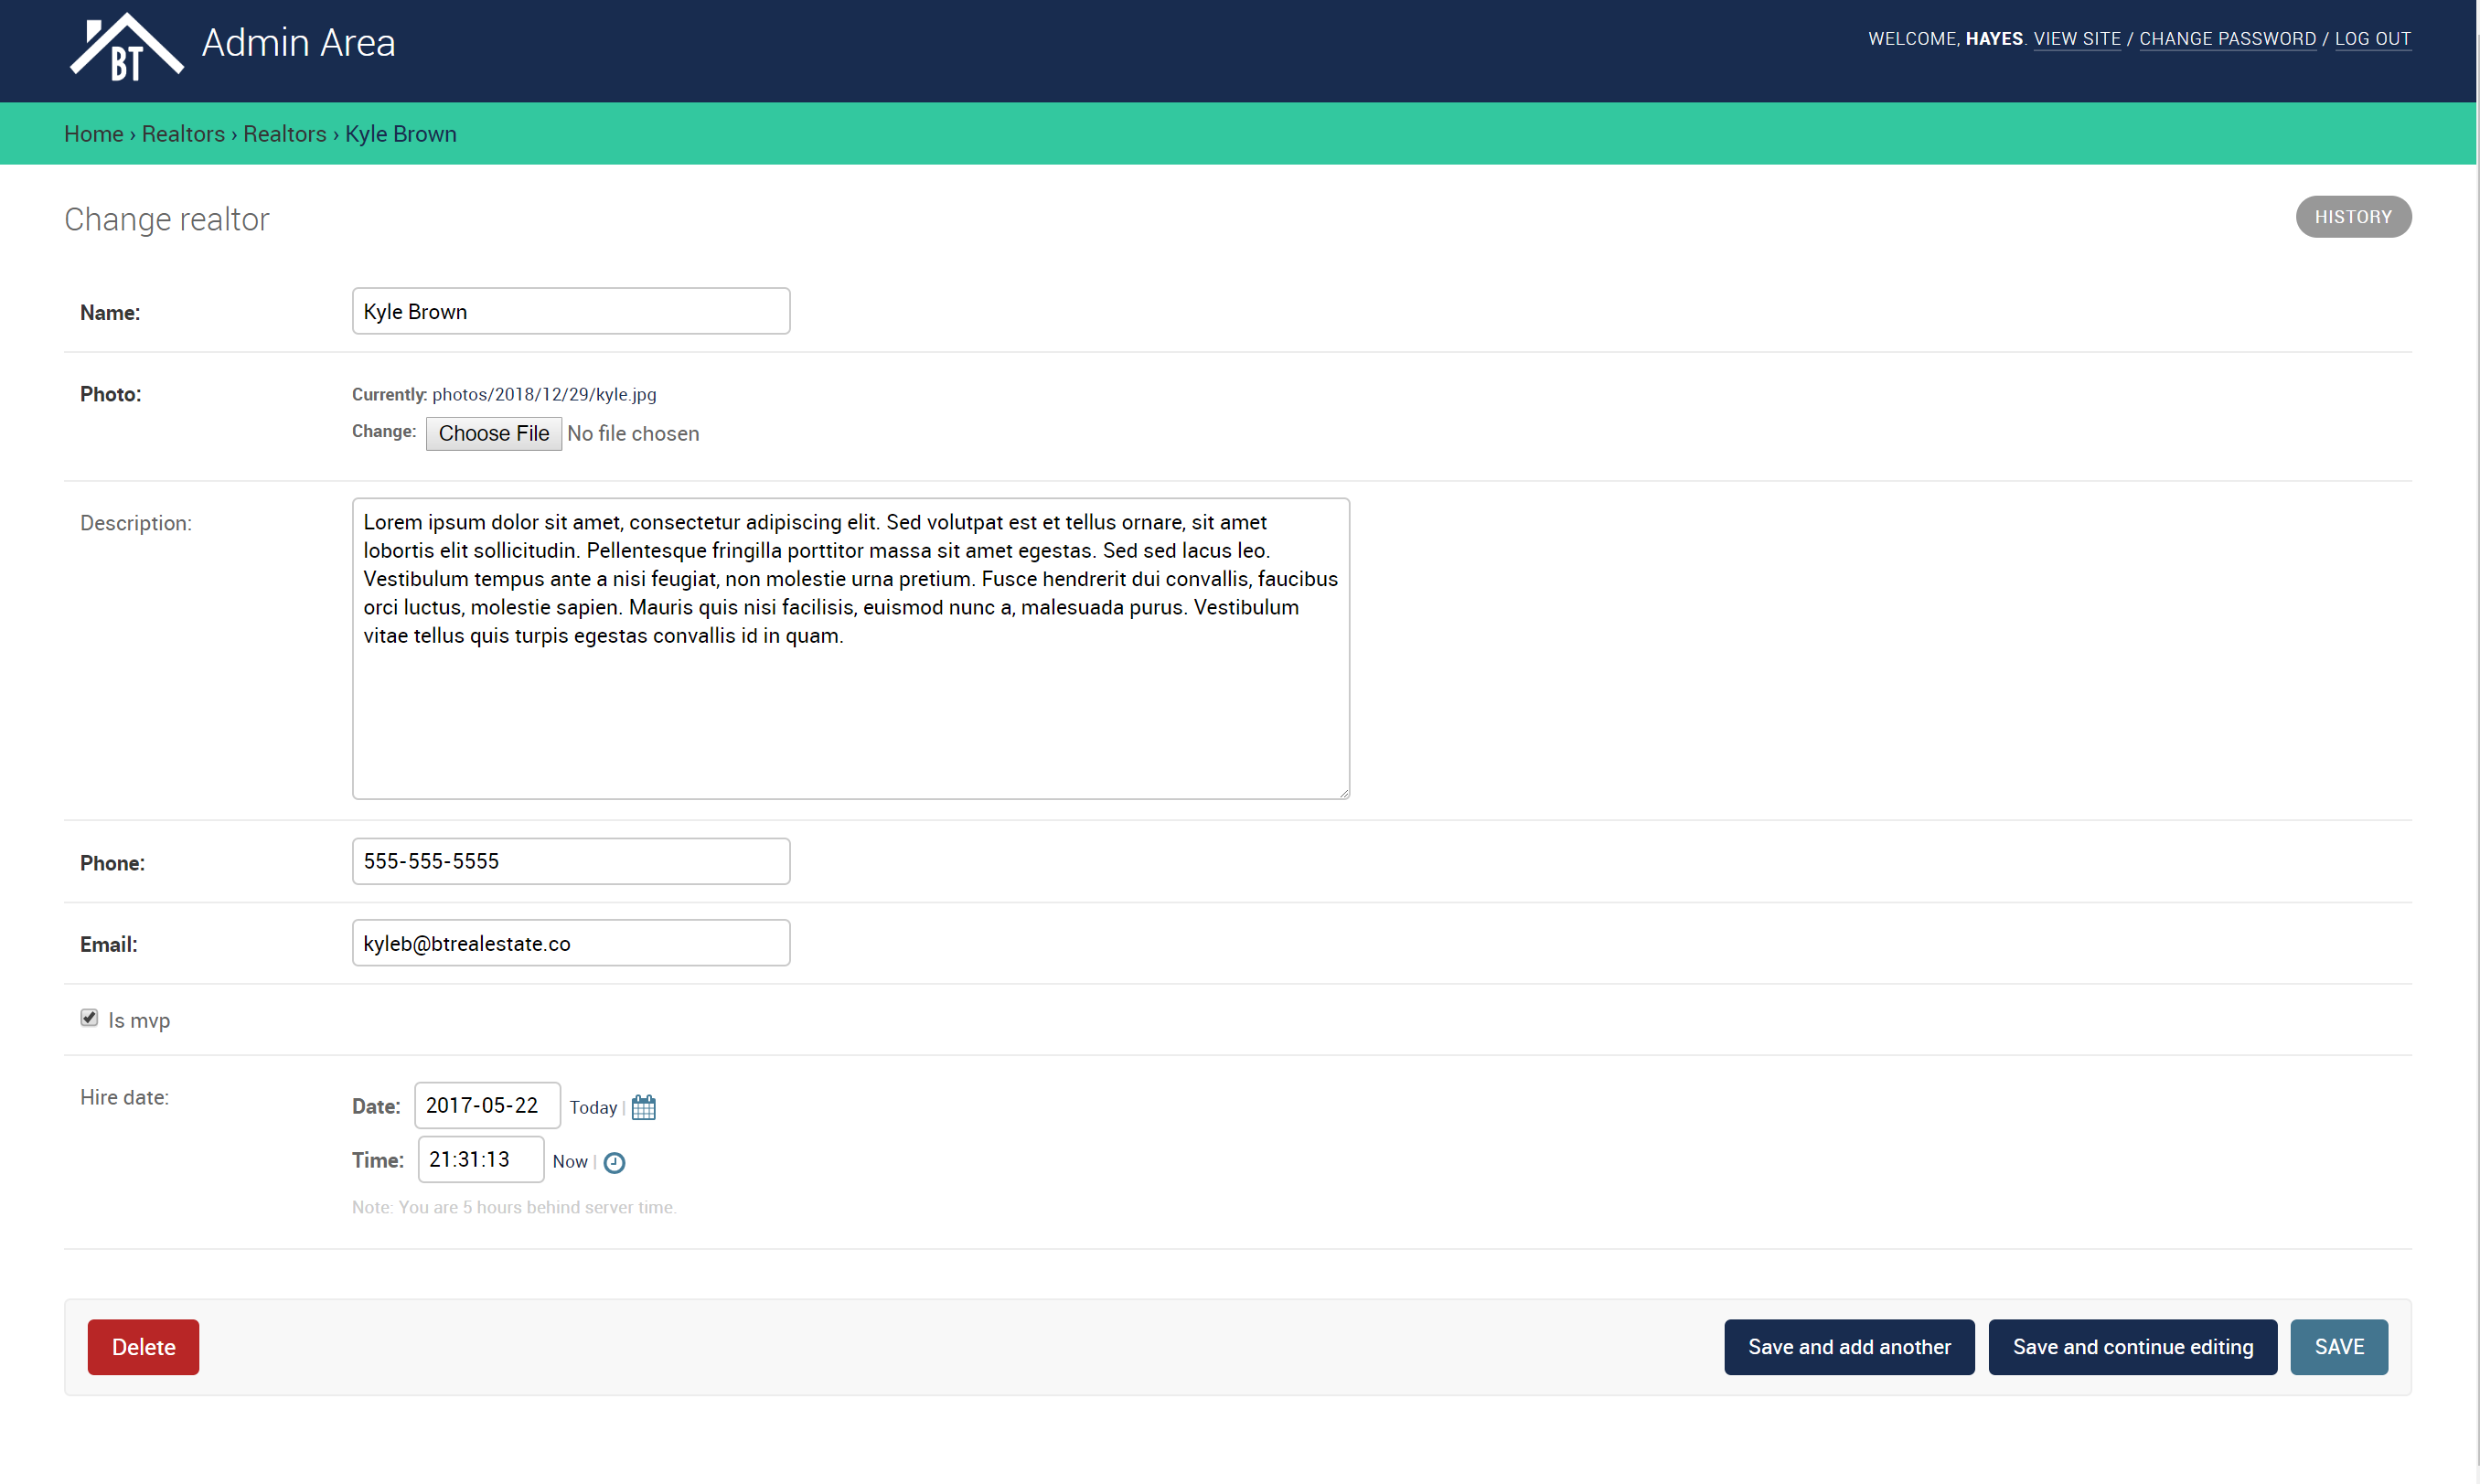 BT Admin Area
WELCOME, HAYES. VIEW SITE / CHANGE PASSWORD / LOG OUT
Home › Realtors › Realtors › Kyle Brown
Change realtor
HISTORY
Name:
Kyle Brown
Photo:
Currently: photos/2018/12/29/kyle.jpg
Change: Choose File No file chosen
Description:
Lorem ipsum dolor sit amet, consectetur adipiscing elit. Sed volutpat est et tellus ornare, sit amet
lobortis elit sollicitudin. Pellentesque fringilla porttitor massa sit amet egestas. Sed sed lacus leo.
Vestibulum tempus ante a nisi feugiat, non molestie urna pretium. Fusce hendrerit dui convallis, faucibus
orci luctus, molestie sapien. Mauris quis nisi facilisis, euismod nunc a, malesuada purus. Vestibulum
vitae tellus quis turpis egestas convallis id in quam.
Phone:
555-555-5555
Email:
kyleb@btrealestate.co
Is mvp
Hire date:
Date: 2017-05-22 Today |
Time: 21:31:13 Now |
Note: You are 5 hours behind server time.
Delete
Save and add another
Save and continue editing
SAVE